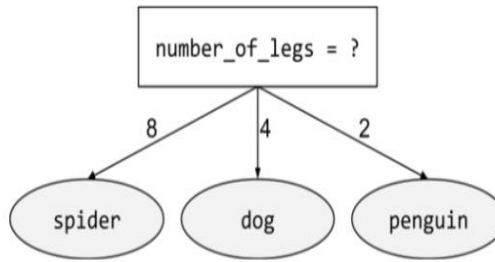 number_of_legs = ?
8 4 2
spider dog penguin